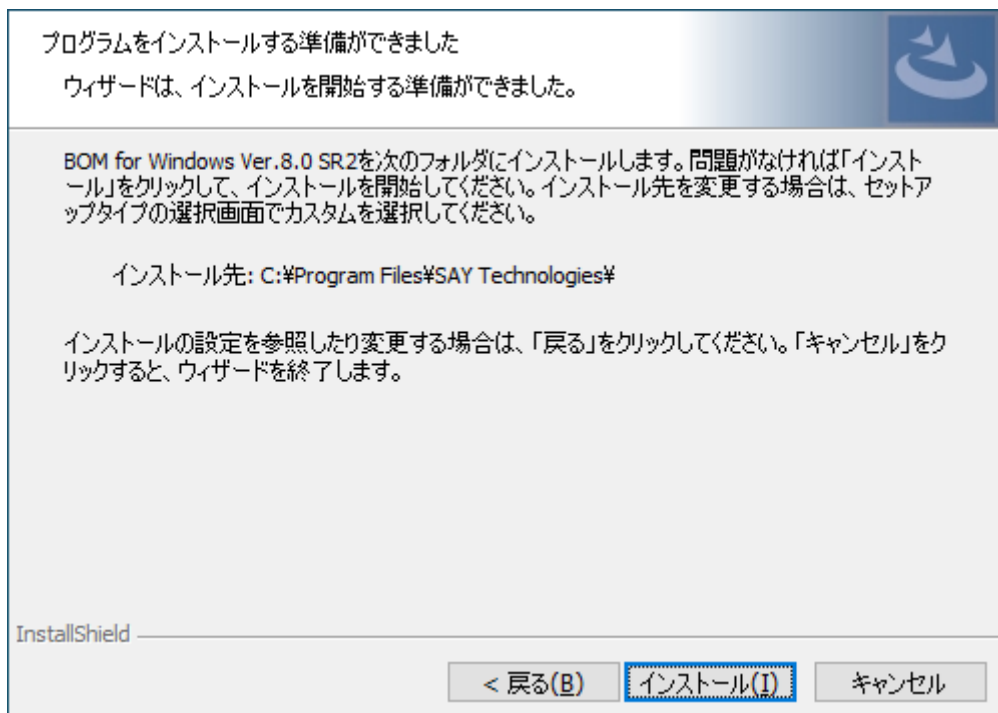 プログラムをインストールする準備ができました
ウィザードは、インストールを開始する準備ができました。
BOM for Windows Ver.8.0 SR2を次のフォルダにインストールします。問題がなければ「インスト
ール」をクリックして、インストールを開始してください。インストール先を変更する場合は、セットア
ップタイプの選択画面でカスタムを選択してください。
インストール先: C:¥Program Files¥SAY Technologies¥
インストールの設定を参照したり変更する場合は、「戻る」をクリックしてください。「キャンセル」をク
リックすると、ウィザードを終了します。
InstallShield
< 戻る(B) インストール(I) キャンセル